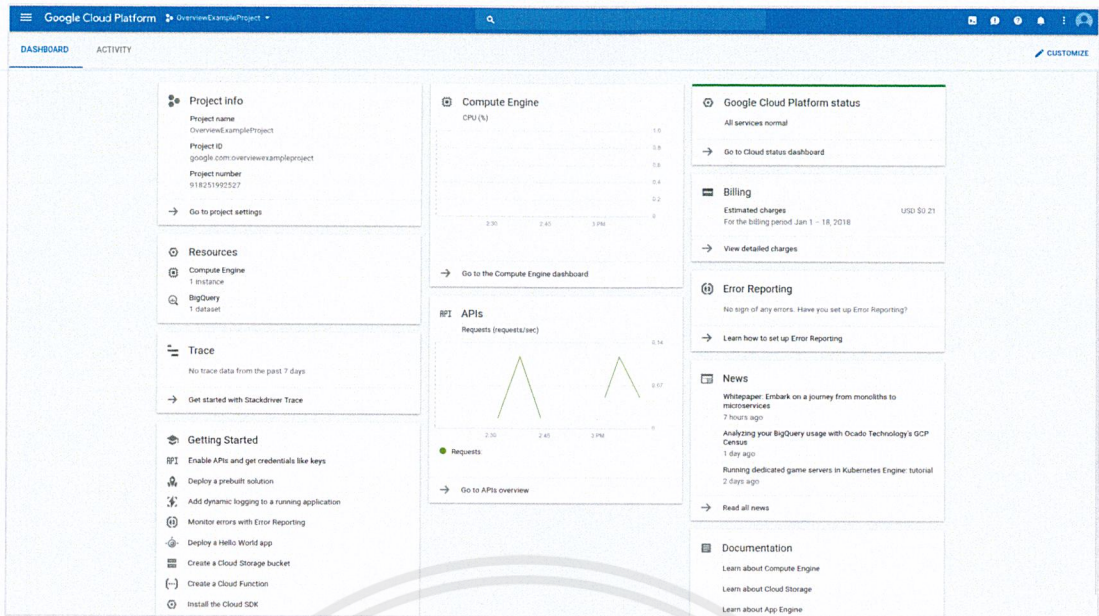 Google Cloud Platform OverviewExampleProject
DASHBOARD ACTIVITY
CUSTOMIZE
Project info
Project name
OverviewExampleProject
Project ID
google.com:overviewexampleproject
Project number
918251992527
Go to project settings
Resources
Compute Engine
1 instance
BigQuery
1 dataset
Trace
No trace data from the past 7 days
Get started with Stackdriver Trace
Getting Started
API Enable APIs and get credentials like keys
Deploy a prebuilt solution
Add dynamic logging to a running application
Monitor errors with Error Reporting
Deploy a Hello World app
Create a Cloud Storage bucket
Create a Cloud Function
Install the Cloud SDK
Compute Engine
CPU (%)
1.0
0.8
0.6
0.4
0.2
0
2:30 2:45 3 PM
Go to the Compute Engine dashboard
API APIs
Requests (requests/sec)
0.14
0.07
0
2:30 2:45 3 PM
Requests
Go to APIs overview
Google Cloud Platform status
All services normal
Go to Cloud status dashboard
Billing
Estimated charges USD $0.21
For the billing period Jan 1 – 18, 2018
View detailed charges
Error Reporting
No sign of any errors. Have you set up Error Reporting?
Learn how to set up Error Reporting
News
Whitepaper: Embark on a journey from monoliths to
microservices
7 hours ago
Analyzing your BigQuery usage with Ocado Technology's GCP
Census
1 day ago
Running dedicated game servers in Kubernetes Engine: tutorial
2 days ago
Read all news
Documentation
Learn about Compute Engine
Learn about Cloud Storage
Learn about App Engine